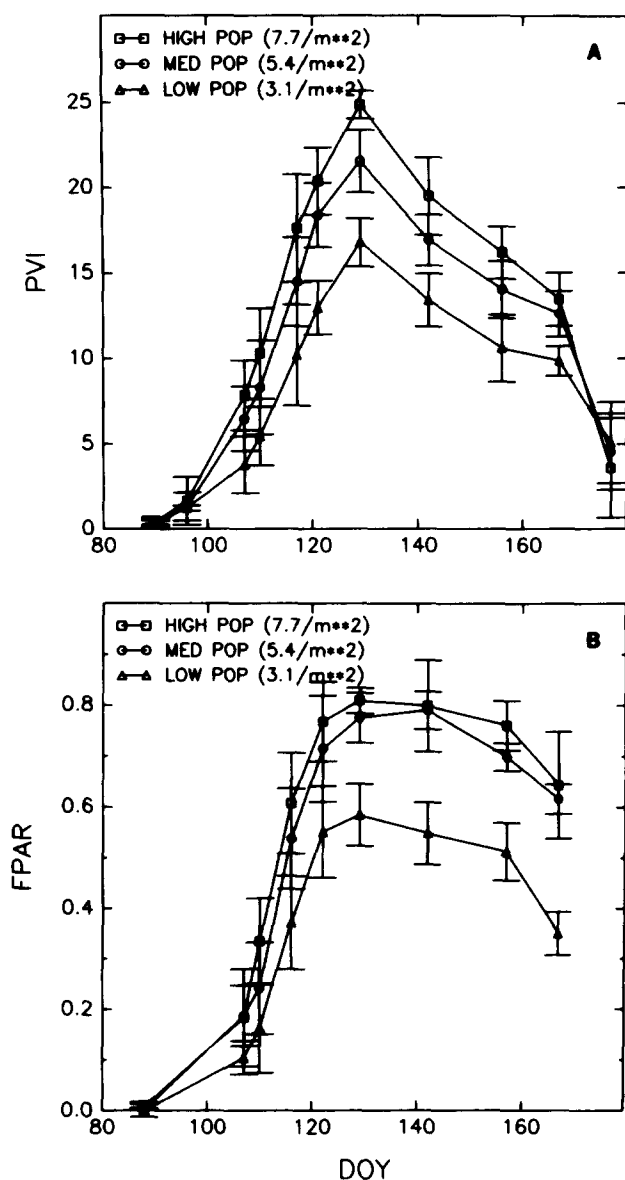 A
HIGH POP (7.7/m**2)
MED POP (5.4/m**2)
LOW POP (3.1/m**2)
25
20
15
10
5
0
PVI
80 100 120 140 160
B
HIGH POP (7.7/m**2)
MED POP (5.4/m**2)
LOW POP (3.1/m**2)
0.8
0.6
0.4
0.2
0.0
FPAR
80 100 120 140 160
DOY